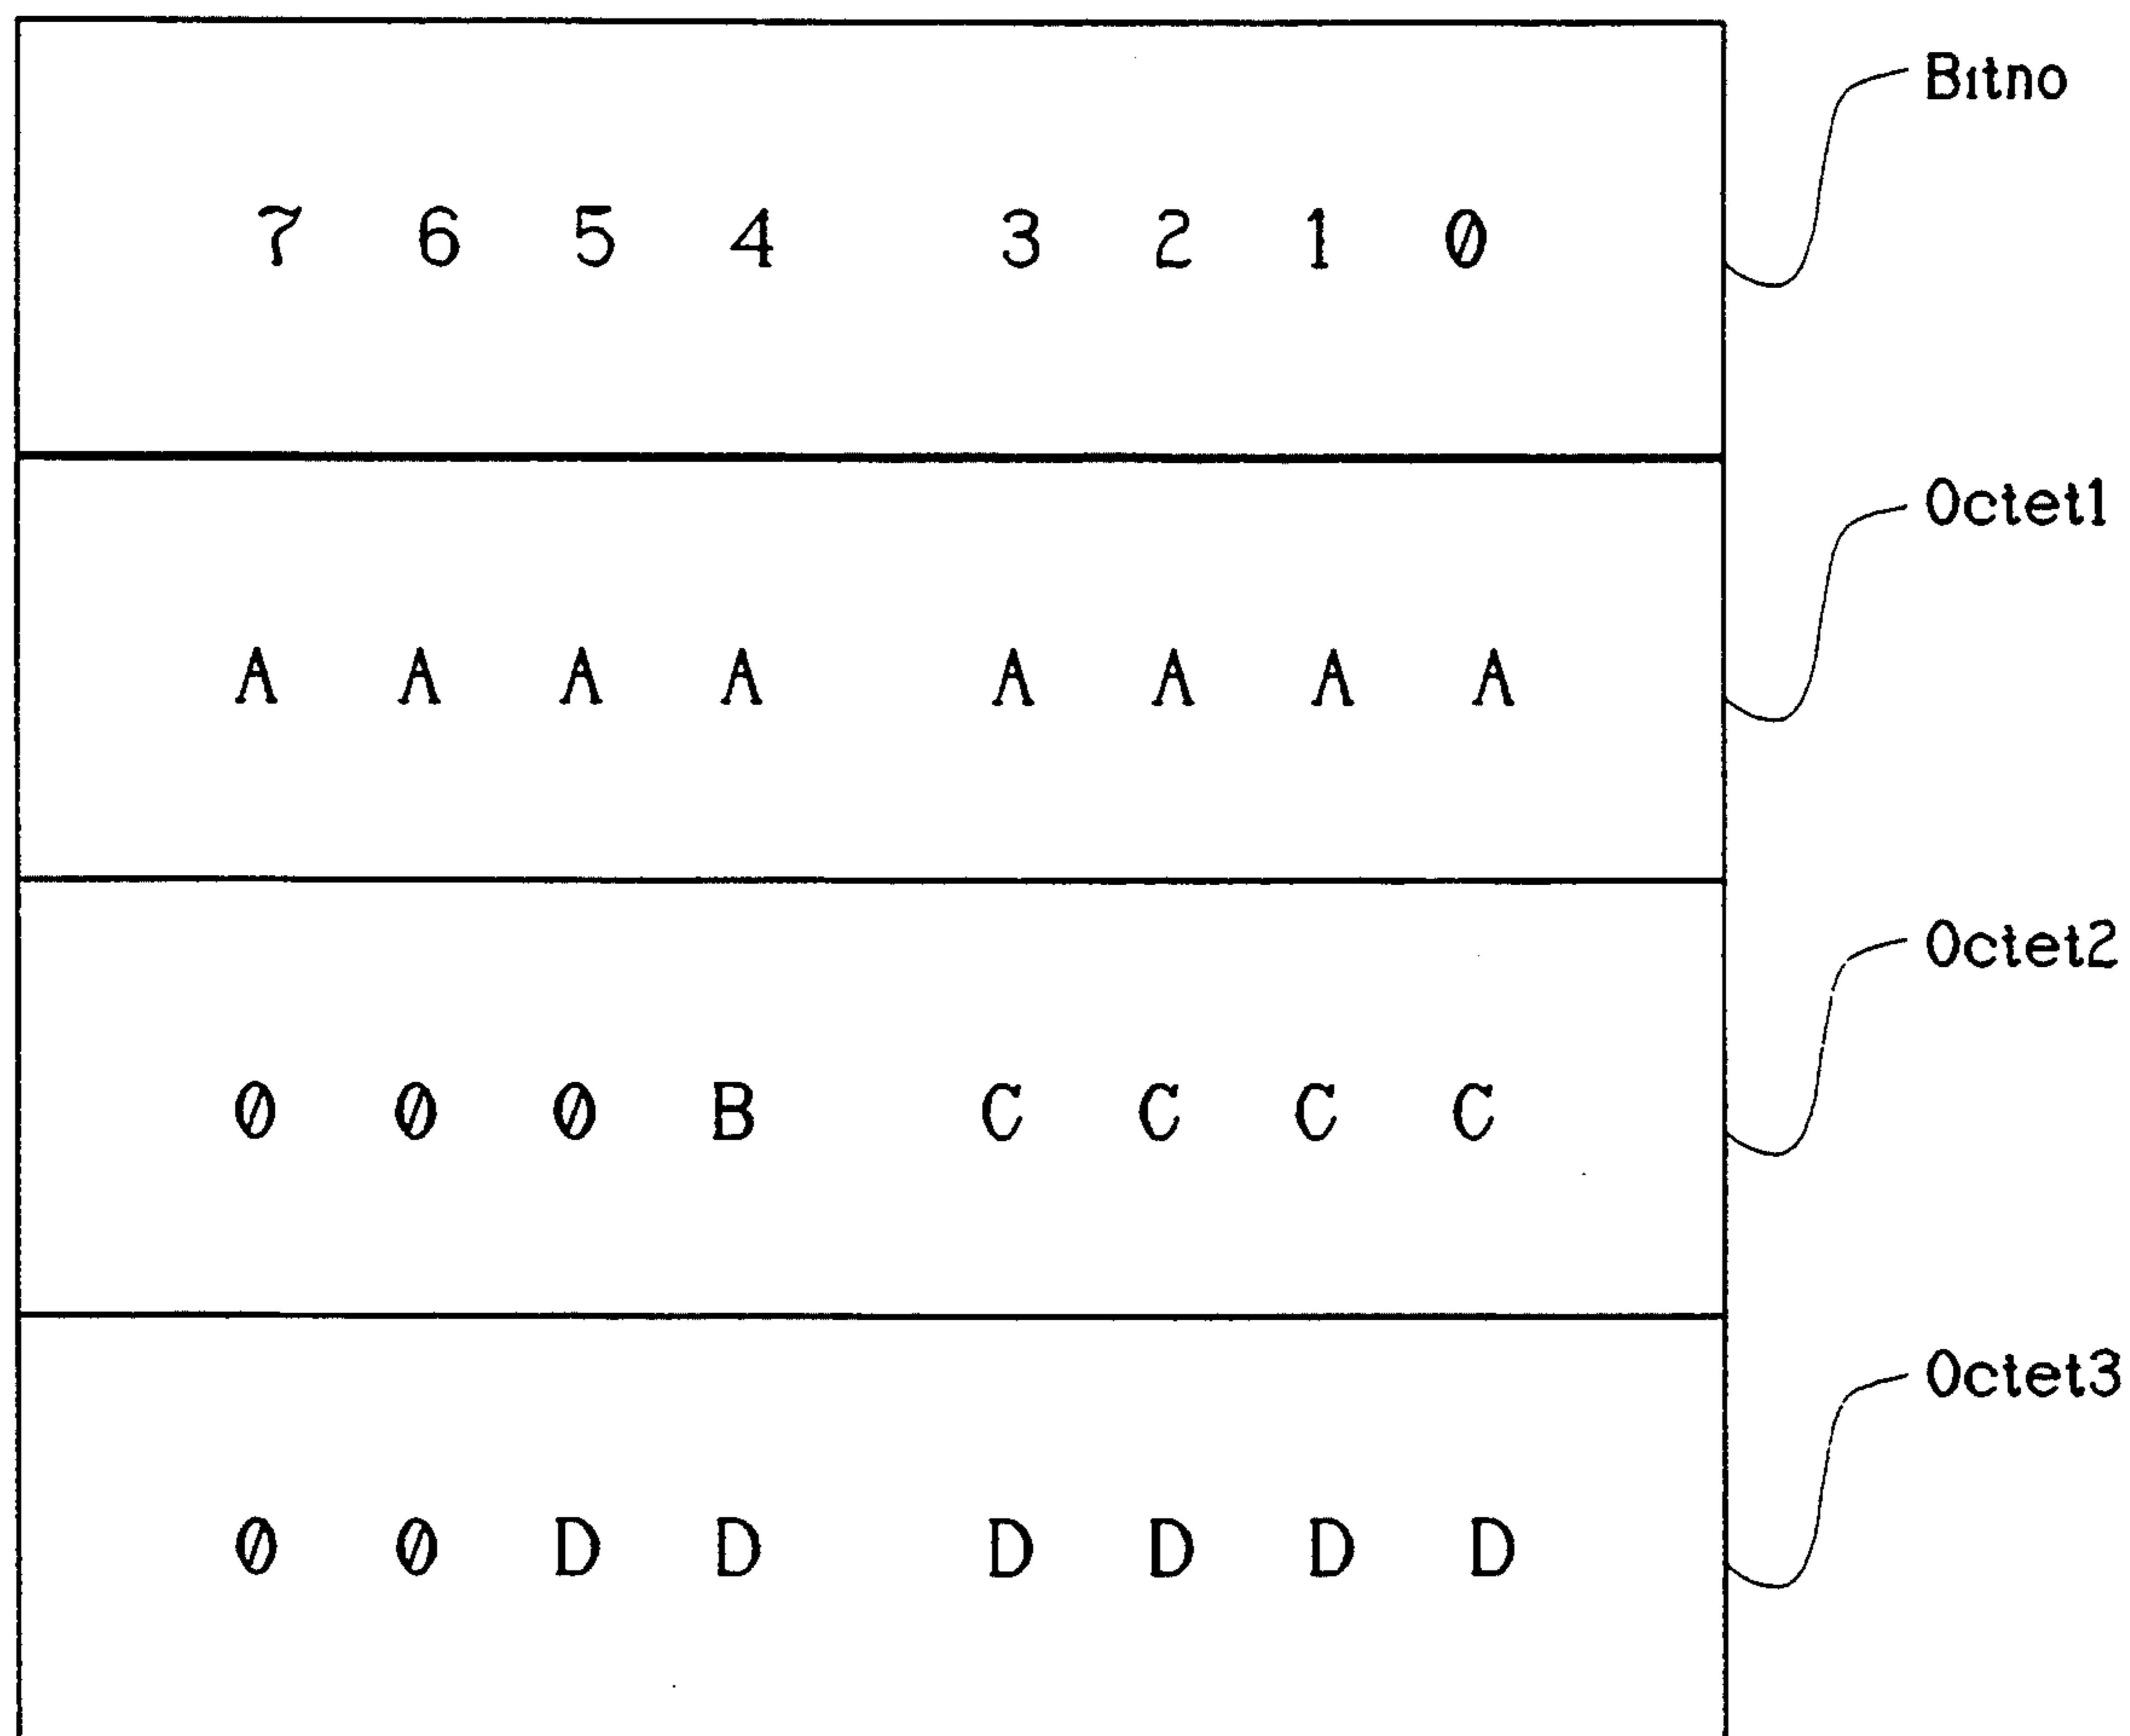 Bitno
7 6 5 4 3 2 1 0
Octet1
A A A A A A A A
Octet2
0 0 0 B C C C C
Octet3
0 0 D D D D D D